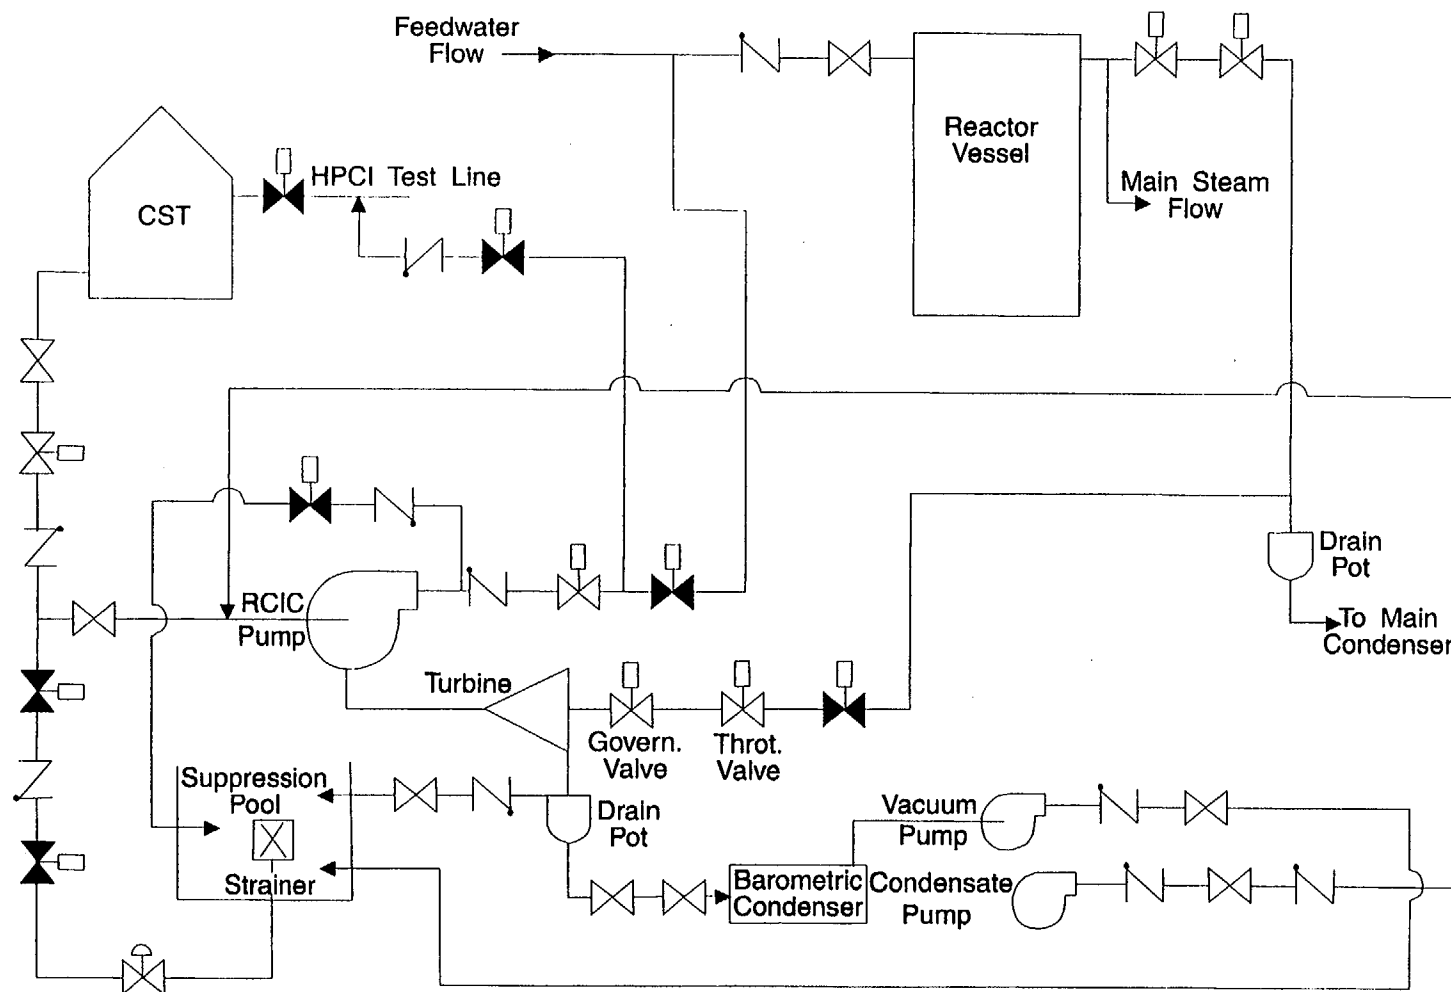 Feedwater
Flow
HPCI Test Line
CST
Reactor
Vessel
Main Steam
Flow
Drain
Pot
To Main
Condenser
RCIC
Pump
Turbine
Govern.
Valve
Throt.
Valve
Suppression
Pool
Strainer
Drain
Pot
Vacuum
Pump
Barometric
Condenser
Condensate
Pump